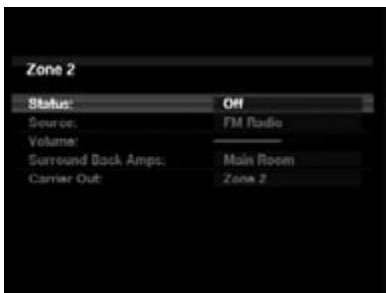 Zone 2
Status: Off
Source: FM Radio
Volume:
Surround Back Amps: Main Room
Carrier Out: Zone 2